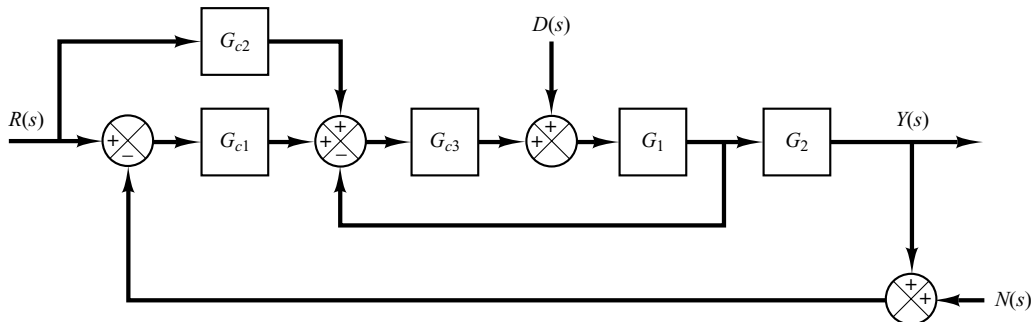 G_{c2}
D(s)
R(s)
Y(s)
+
+
+
+
+
−
G_{c1}
−
G_{c3}
+
G_1
G_2
+
+
N(s)